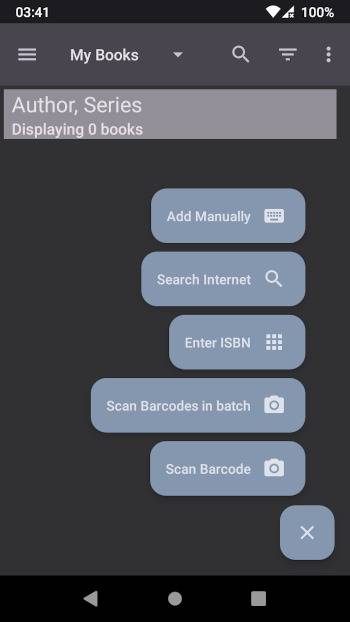 03:41
100%
My Books
Author, Series
Displaying 0 books
Add Manually
Search Internet
Enter ISBN
Scan Barcodes in batch
Scan Barcode